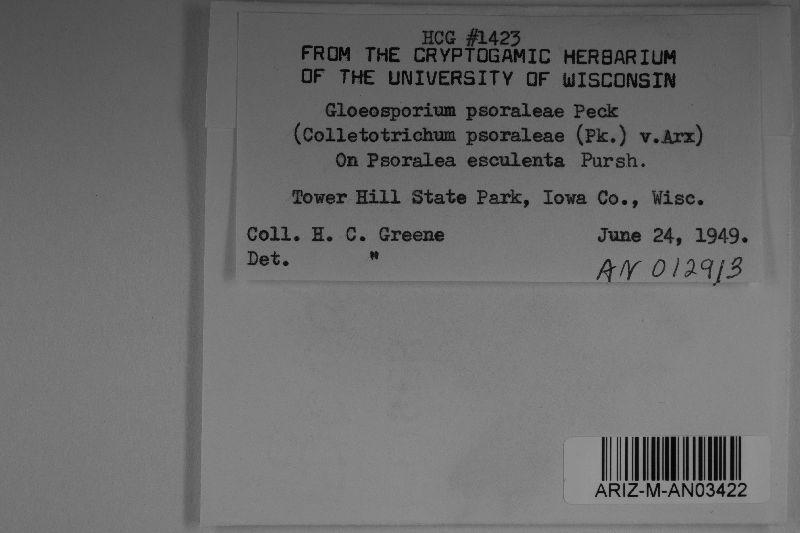 HCG #1423
FROM THE CRYPTOGAMIC HERBARIUM
OF THE UNIVERSITY OF WISCONSIN
Gloeosporium psoraleae Peck
(Colletotrichum psoraleae (Pk.) v.Arx)
On Psoralea esculenta Pursh.
Tower Hill State Park, Iowa Co., Wisc.
Coll. H. C. Greene June 24, 1949.
Det. "
AN 012913
ARIZ-M-AN03422